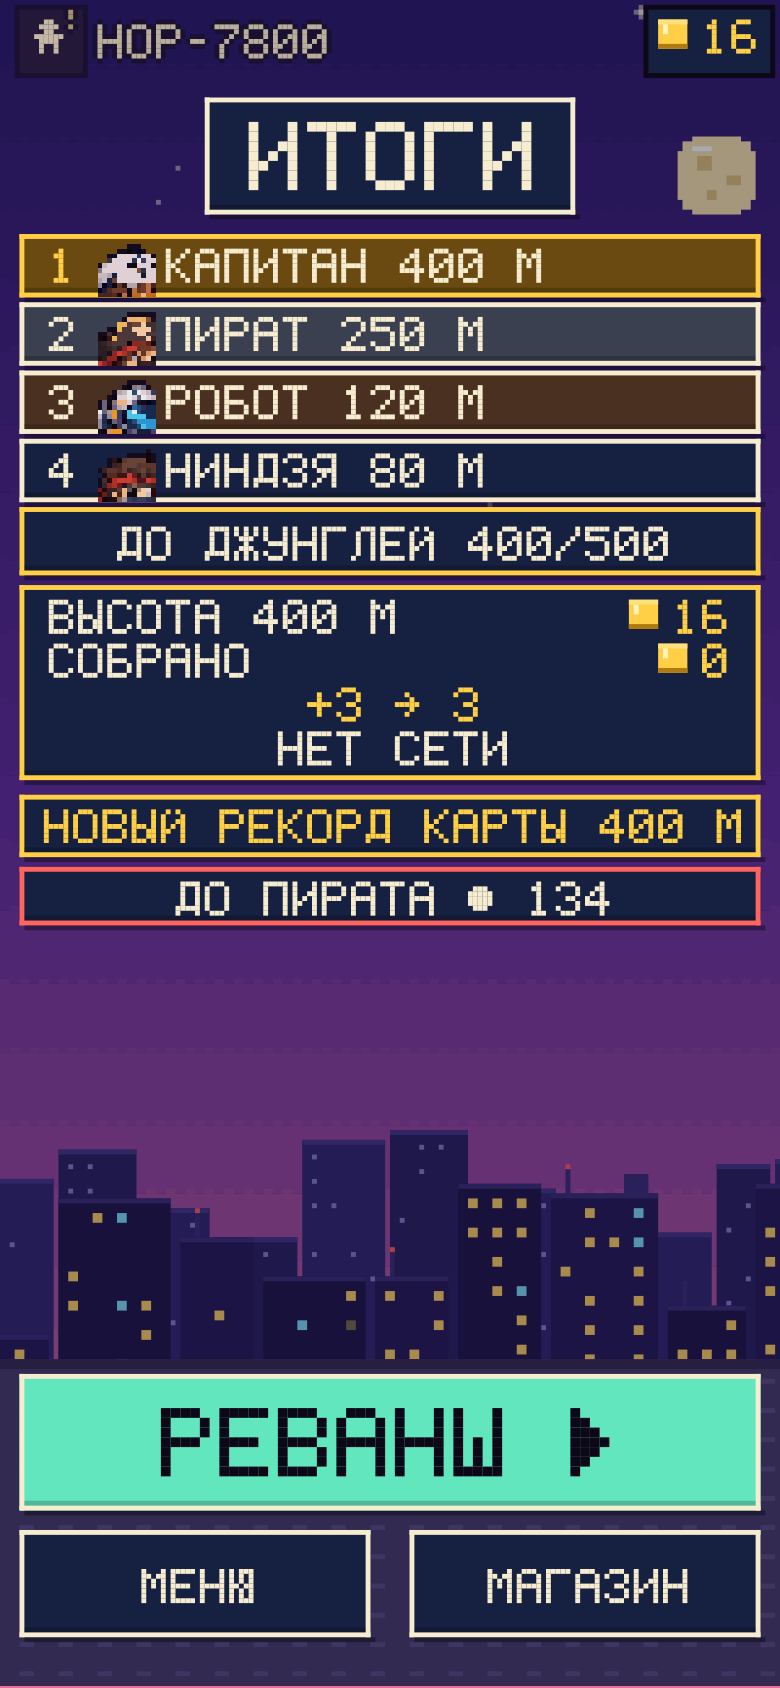 HOP-7800
16
ИТОГИ
1 КАПИТАН 400 М
2 ПИРАТ 250 М
3 РОБОТ 120 М
4 НИНДЗЯ 80 М
ДО ДЖУНГЛЕЙ 400/500
ВЫСОТА 400 М 16
СОБРАНО 0
+3 → 3
НЕТ СЕТИ
НОВЫЙ РЕКОРД КАРТЫ 400 М
ДО ПИРАТА ● 134
РЕВАНШ ▶
МЕНЮ
МАГАЗИН